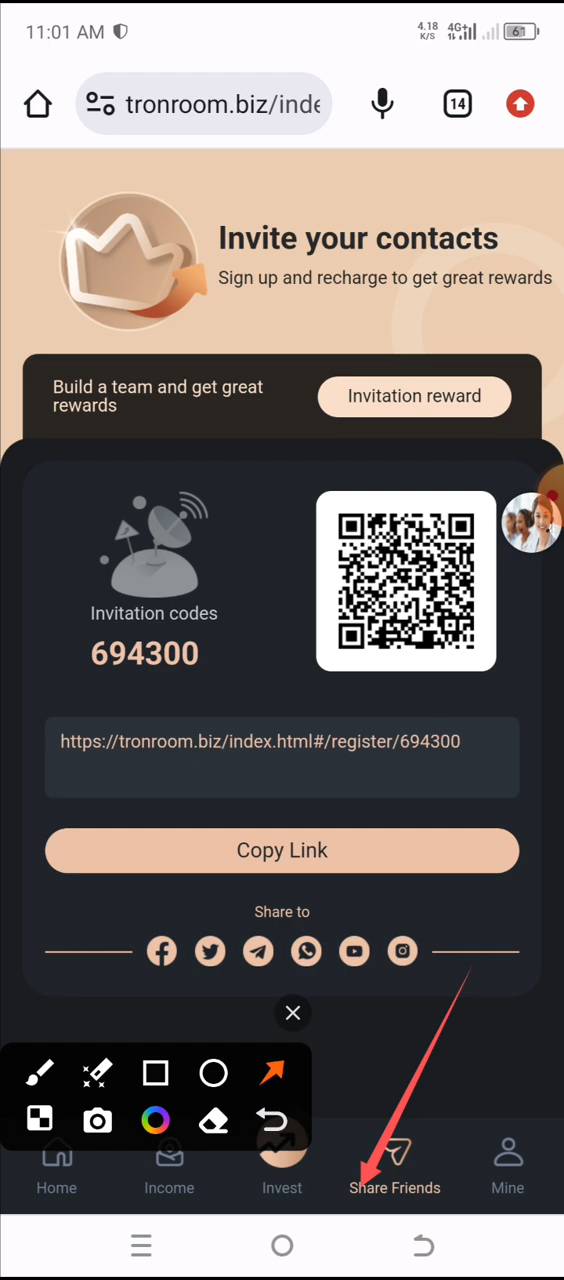 11:01 AM
4.18
K/S
4G+
61
tronroom.biz/inde
14
Invite your contacts
Sign up and recharge to get great rewards
Build a team and get great
rewards
Invitation reward
Invitation codes
694300
https://tronroom.biz/index.html#/register/694300
Copy Link
Share to
Home
Income
Invest
Share Friends
Mine